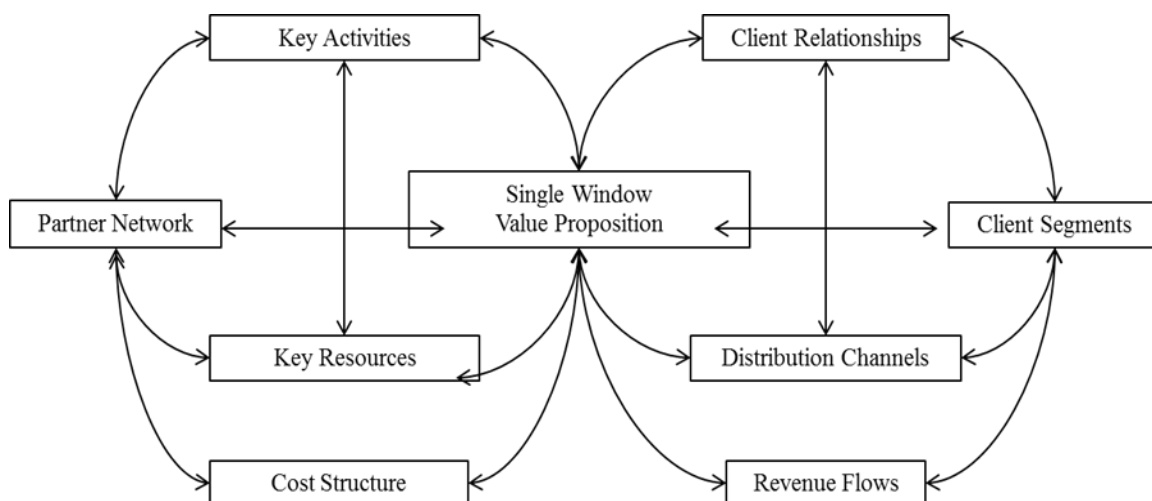 Key Activities
Client Relationships
Single Window
Value Proposition
Partner Network
Client Segments
Key Resources
Distribution Channels
Cost Structure
Revenue Flows